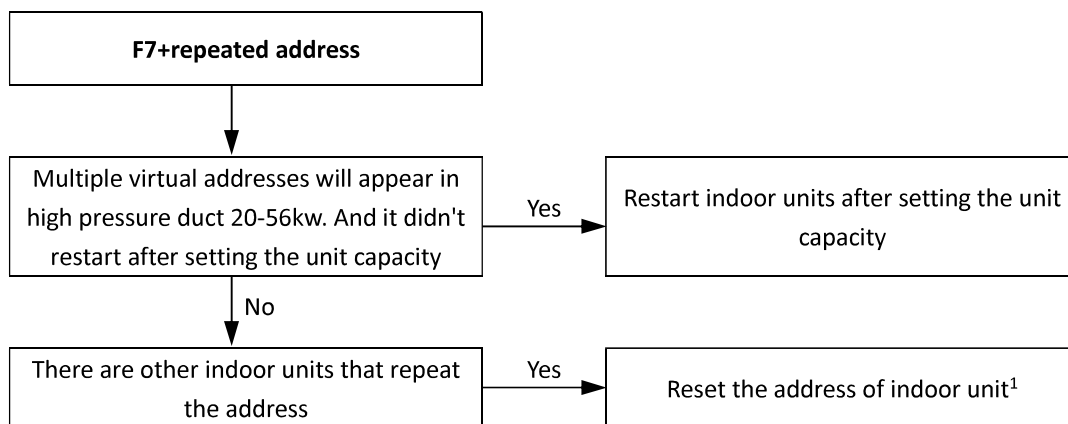 F7+repeated address
Multiple virtual addresses will appear in
high pressure duct 20-56kw. And it didn't
restart after setting the unit capacity
Yes
Restart indoor units after setting the unit
capacity
No
There are other indoor units that repeat
the address
Yes
Reset the address of indoor unit¹